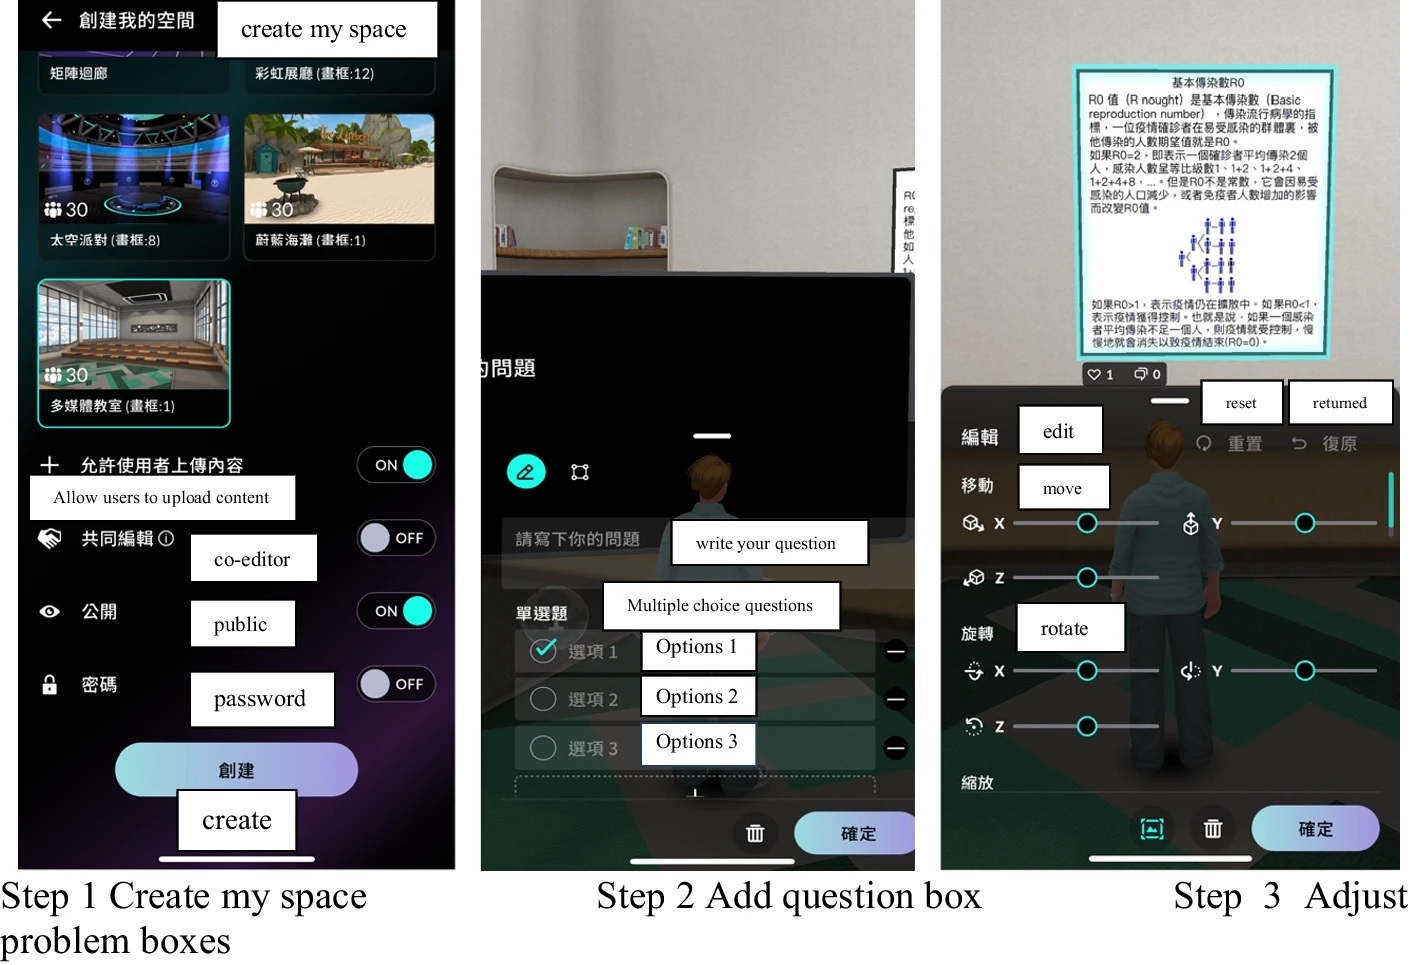 創建我的空間
create my space
矩陣迴廊
彩虹展廳 (畫框:12)
30
30
太空派對 (畫框:8)
蔚藍海灘 (畫框:1)
30
多媒體教室 (畫框:1)
允許使用者上傳內容
ON
Allow users to upload content
共同編輯
OFF
co-editor
公開
ON
public
密碼
OFF
password
創建
create
Step 1 Create my space
的問題
請寫下你的問題
write your question
單選題
Multiple choice questions
選項 1
Options 1
選項 2
Options 2
選項 3
Options 3
確定
Step 2 Add question box
基本傳染數R0
R0 值（R nought）是基本傳染數（Basic
reproduction number），傳染流行病學的指
標，一位疫情確診者在易受感染的群體裏，被
他傳染的人數期望值就是R0。
如果R0=2，即表示一個確診者平均傳染2個
人，感染人數呈等比級數1、1+2、1+2+4、
1+2+4+8，...。但是R0不是常數，它會因易受
感染的人口減少，或者免疫者人數增加的影響
而改變R0值。
如果R0>1，表示疫情仍在擴散中。如果R0<1，
表示疫情獲得控制。也就是說，如果一個感染
者平均傳染不足一個人，則疫情就受控制，慢
慢地就會消失以致疫情結束(R0=0)。
1
0
reset
returned
編輯
edit
重置
復原
移動
move
X
Y
Z
旋轉
rotate
X
Y
Z
縮放
確定
Step 3 Adjust
problem boxes